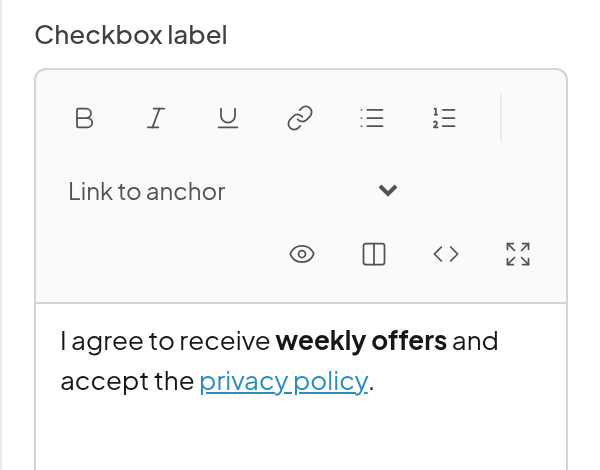 Checkbox label
B I U
Link to anchor
I agree to receive weekly offers and
accept the privacy policy.